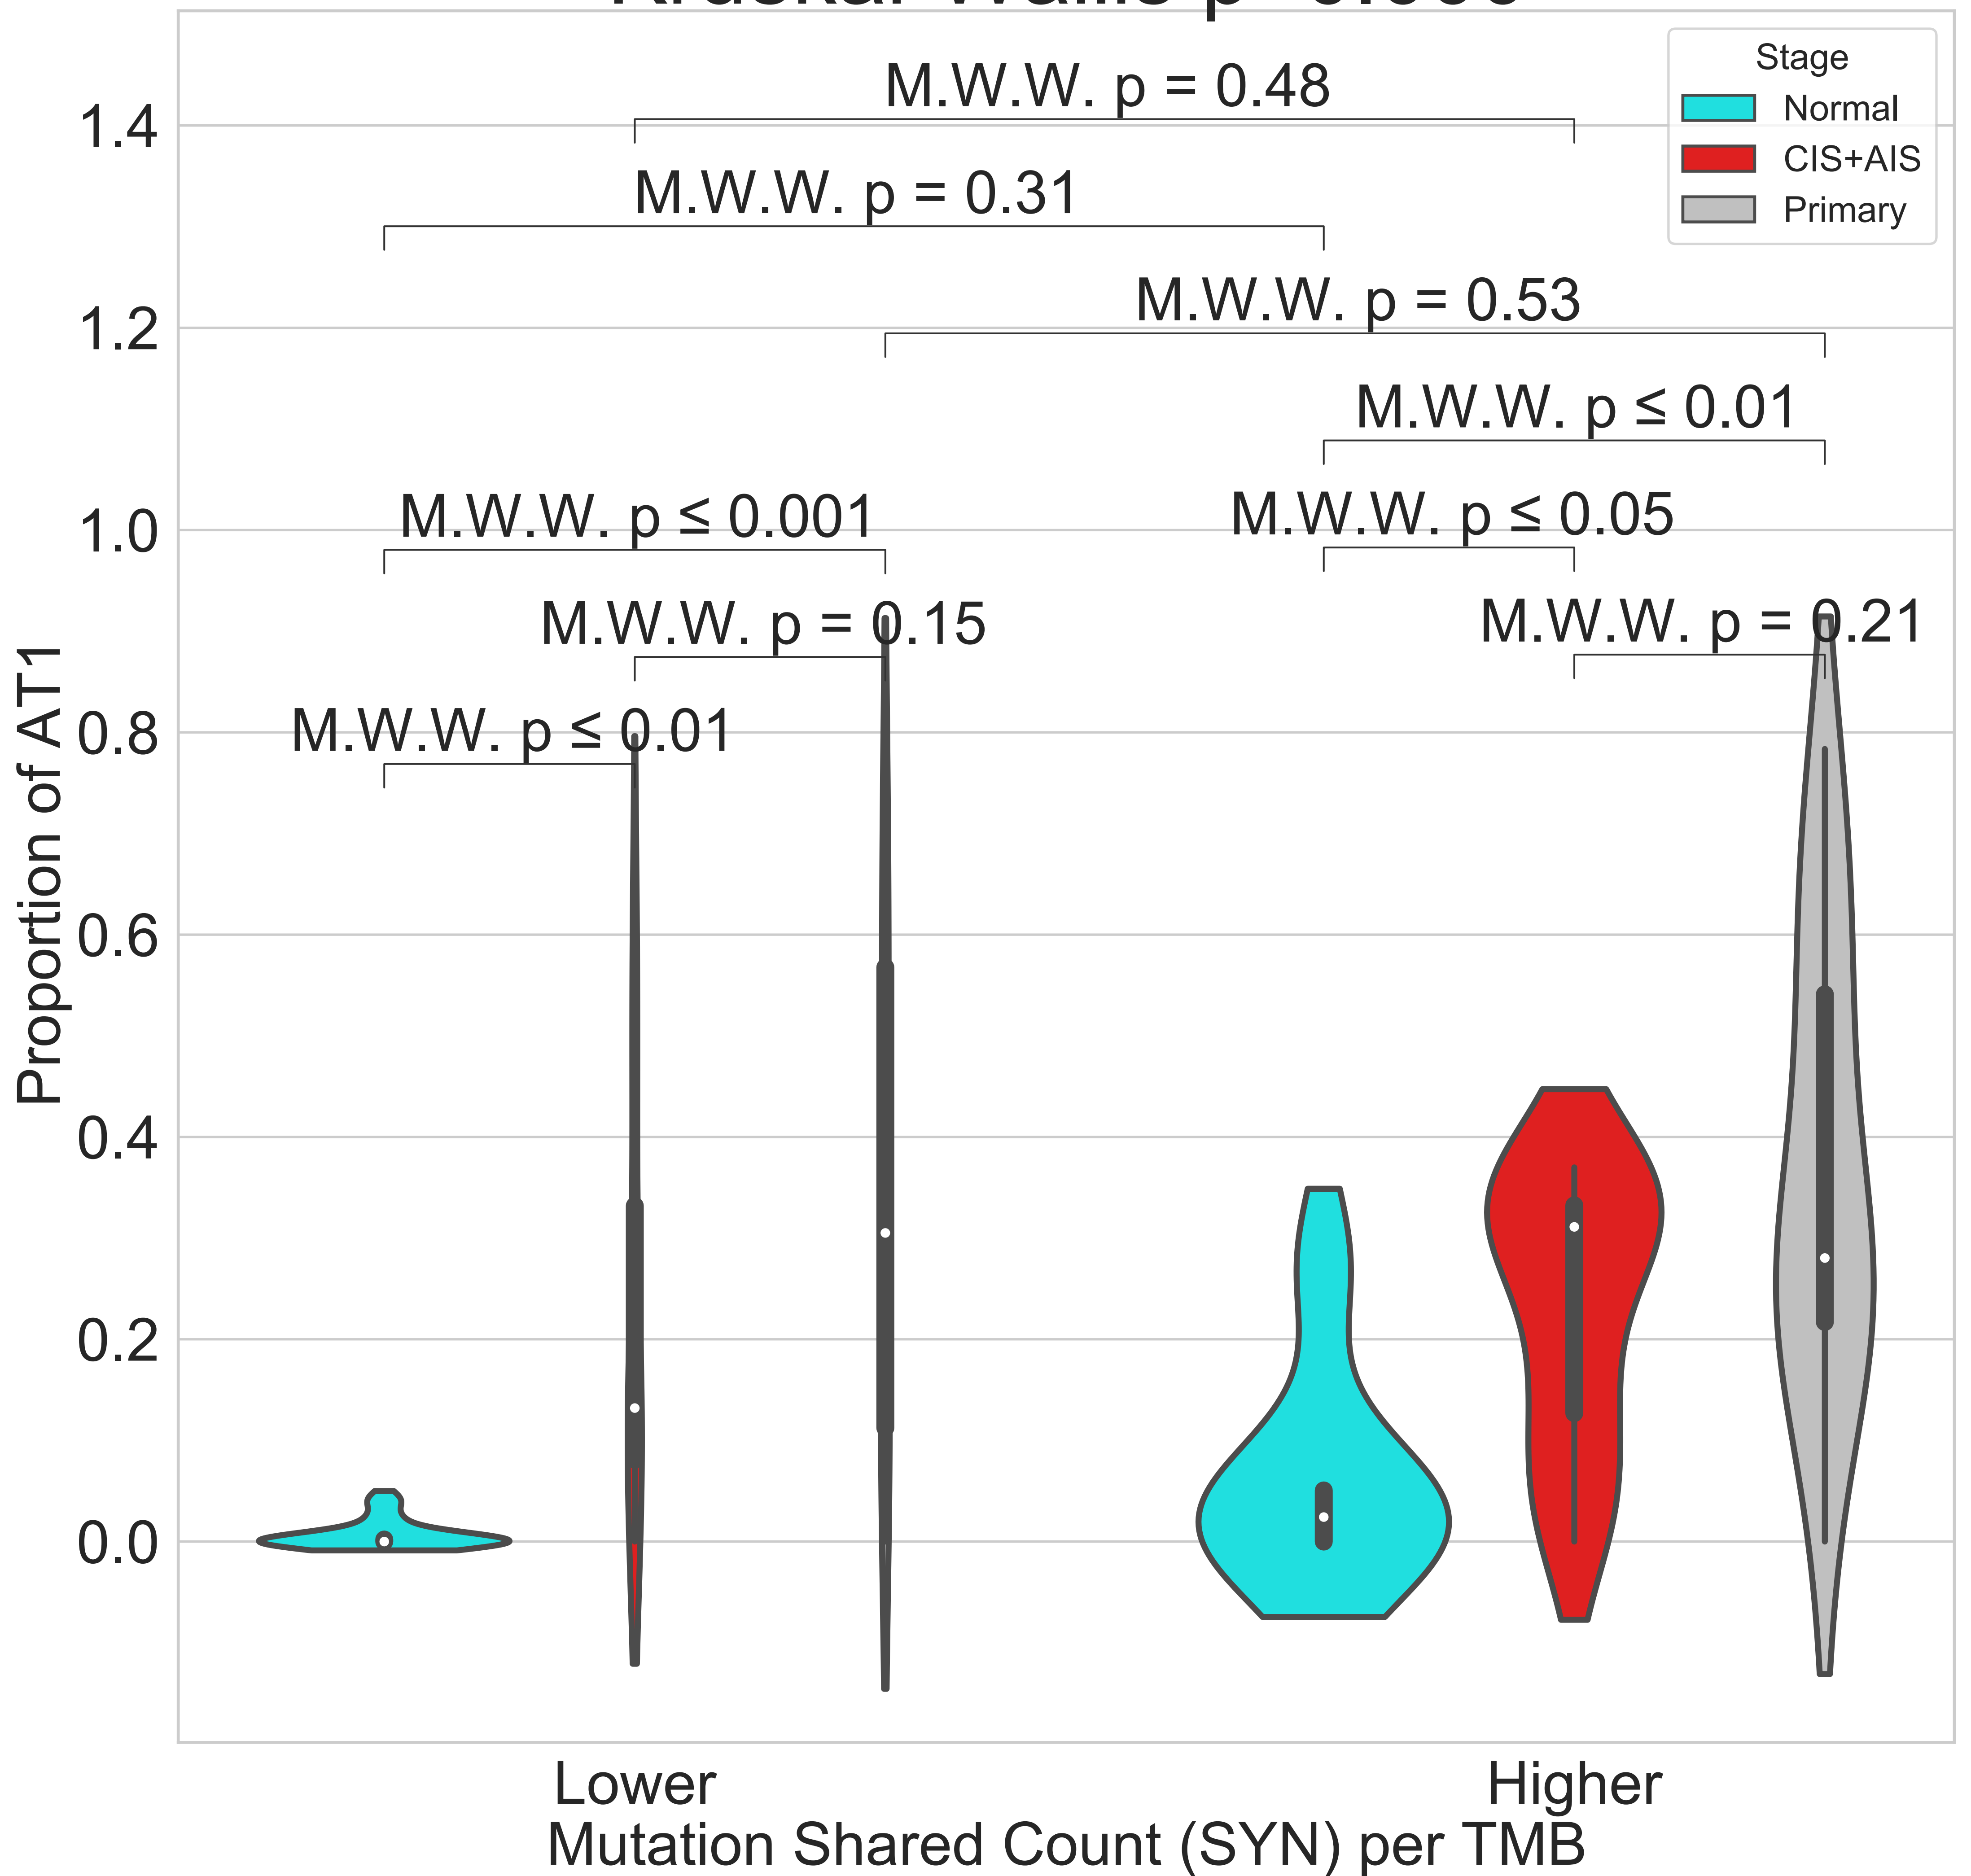 Stage
Normal
CIS+AIS
Primary
M.W.W. p = 0.48
M.W.W. p = 0.31
M.W.W. p = 0.53
M.W.W. p ≤ 0.01
M.W.W. p ≤ 0.001
M.W.W. p ≤ 0.05
M.W.W. p = 0.15
M.W.W. p = 0.21
M.W.W. p ≤ 0.01
1.4
1.2
1.0
0.8
0.6
0.4
0.2
0.0
Proportion of AT1
Lower
Higher
Mutation Shared Count (SYN) per TMB